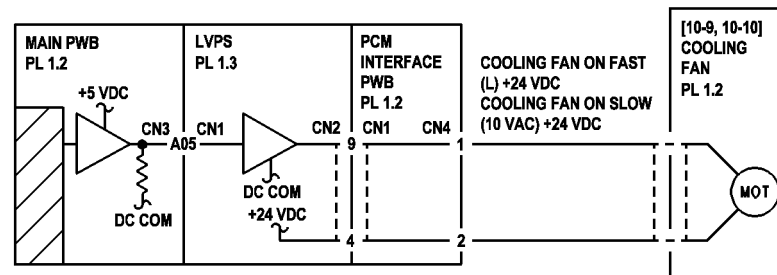 MAIN PWB
PL 1.2
+5 VDC
CN3
DC COM
A05
LVPS
PL 1.3
CN1
DC COM
+24 VDC
CN2
9
4
PCM
INTERFACE
PWB
PL 1.2
CN1
CN4
1
2
COOLING FAN ON FAST
(L) +24 VDC
COOLING FAN ON SLOW
(10 VAC) +24 VDC
[10-9, 10-10]
COOLING
FAN
PL 1.2
MOT